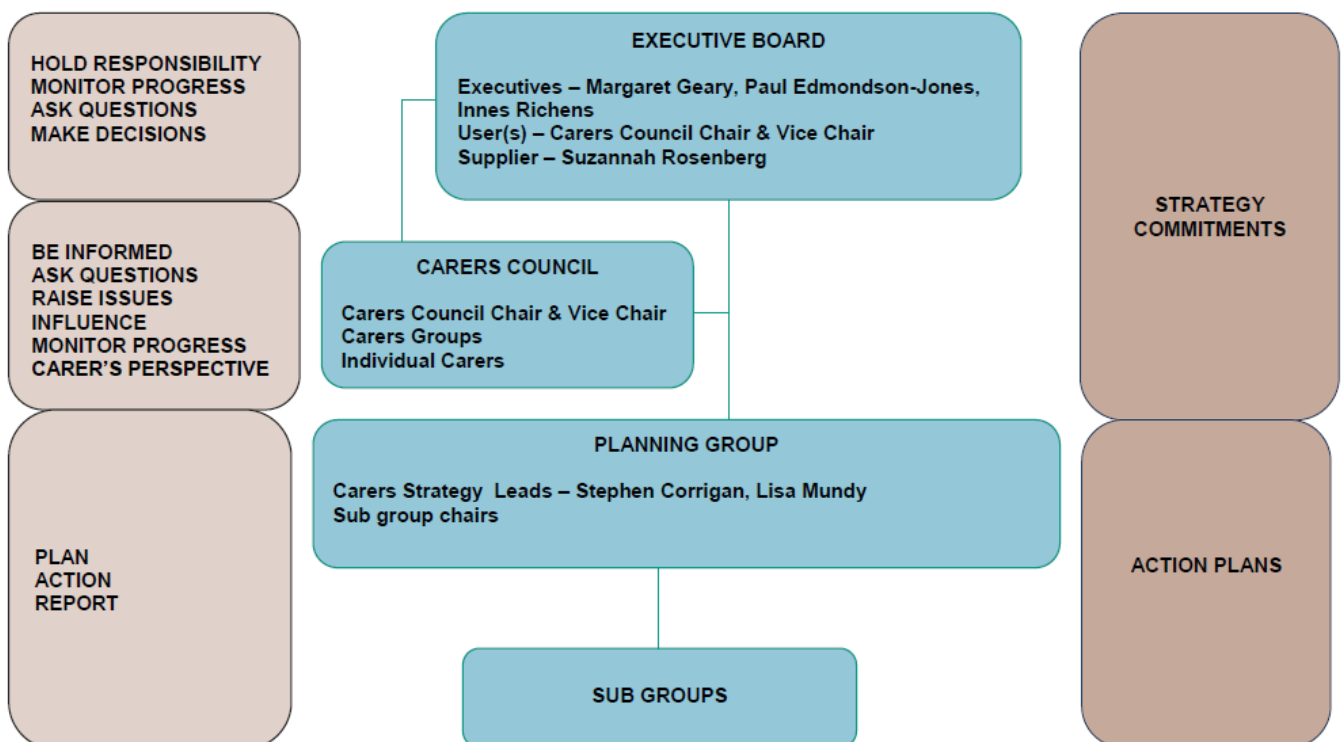 HOLD RESPONSIBILITY
MONITOR PROGRESS
ASK QUESTIONS
MAKE DECISIONS
EXECUTIVE BOARD
Executives – Margaret Geary, Paul Edmondson-Jones,
Innes Richens
User(s) – Carers Council Chair & Vice Chair
Supplier – Suzannah Rosenberg
STRATEGY
COMMITMENTS
BE INFORMED
ASK QUESTIONS
RAISE ISSUES
INFLUENCE
MONITOR PROGRESS
CARER'S PERSPECTIVE
CARERS COUNCIL
Carers Council Chair & Vice Chair
Carers Groups
Individual Carers
PLANNING GROUP
Carers Strategy Leads – Stephen Corrigan, Lisa Mundy
Sub group chairs
PLAN
ACTION
REPORT
ACTION PLANS
SUB GROUPS